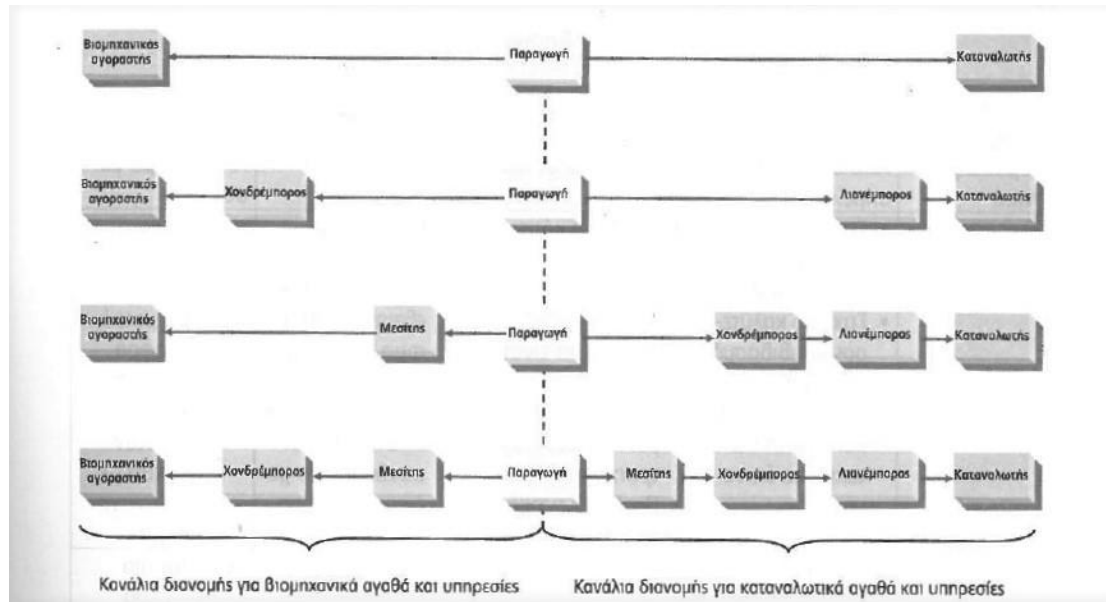 Βιομηχανικός
αγοραστής
Παραγωγή
Καταναλωτής
Βιομηχανικός
αγοραστής
Χονδρέμπορος
Παραγωγή
Λιανέμπορος
Καταναλωτής
Βιομηχανικός
αγοραστής
Μεσίτης
Παραγωγή
Χονδρέμπορος
Λιανέμπορος
Καταναλωτής
Βιομηχανικός
αγοραστής
Χονδρέμπορος
Μεσίτης
Παραγωγή
Μεσίτης
Χονδρέμπορος
Λιανέμπορος
Καταναλωτής
Κανάλια διανομής για βιομηχανικά αγαθά και υπηρεσίες
Κανάλια διανομής για καταναλωτικά αγαθά και υπηρεσίες